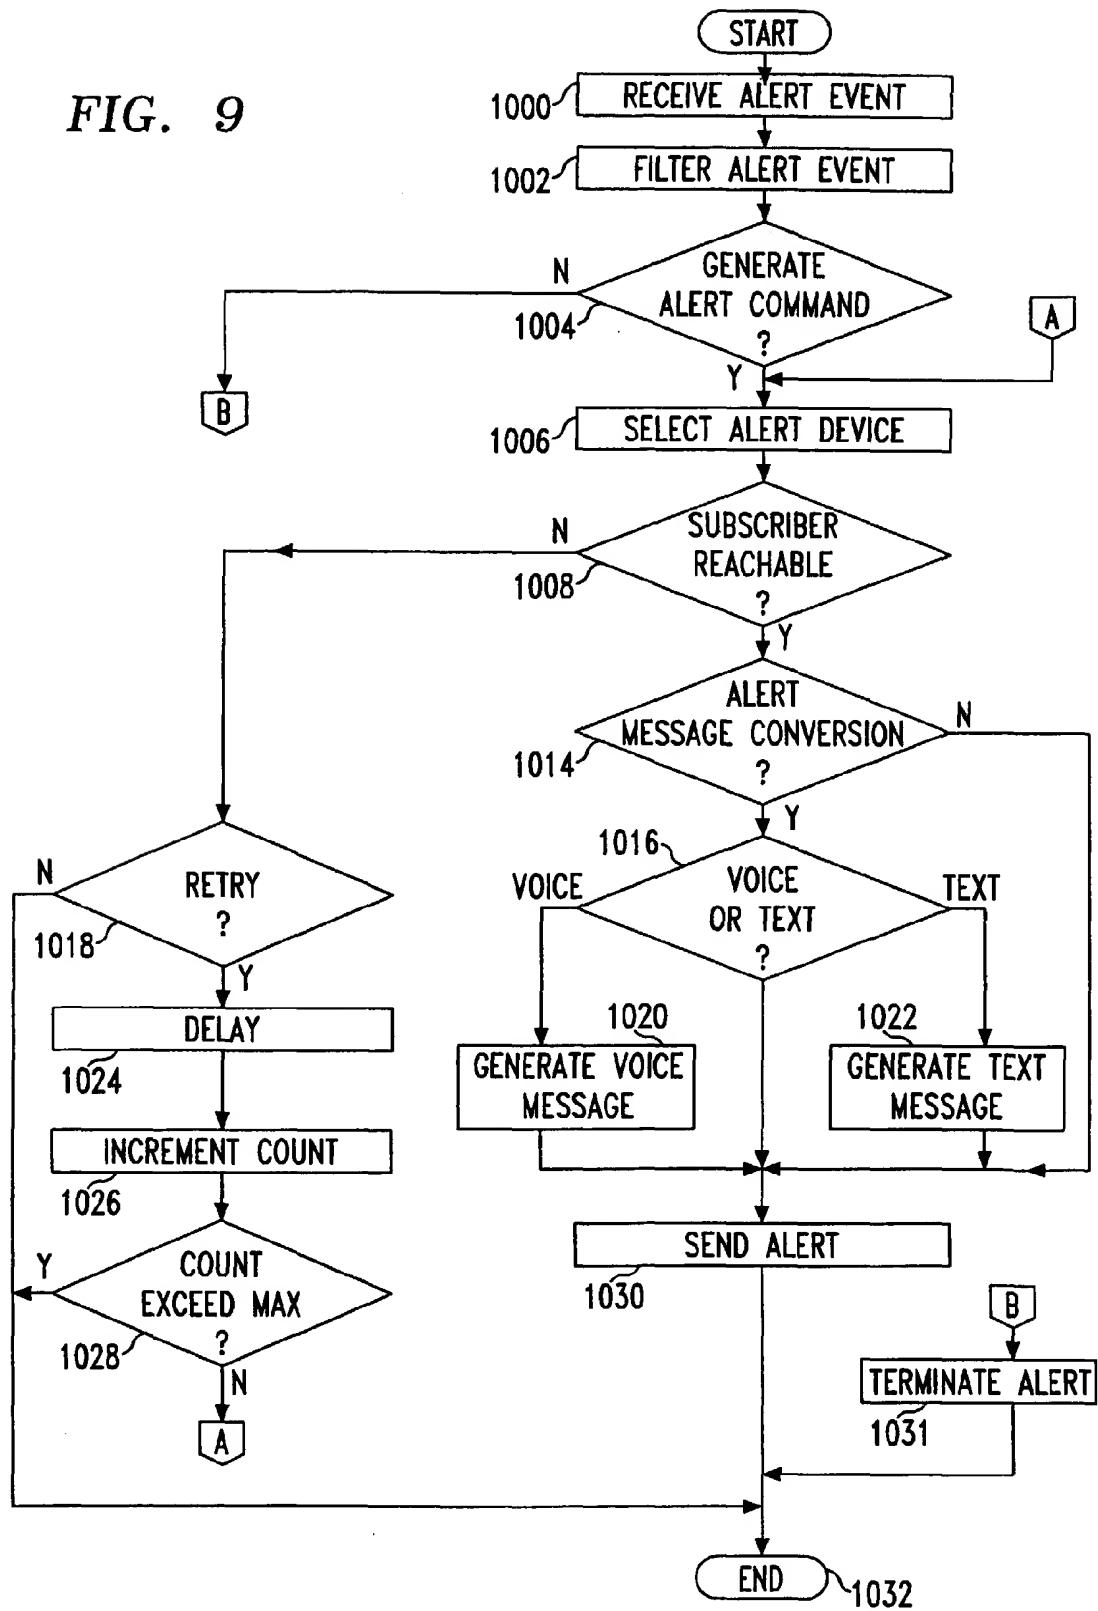 FIG. 9
START
1000
RECEIVE ALERT EVENT
1002
FILTER ALERT EVENT
N
GENERATE
ALERT COMMAND
?
1004
A
Y
B
1006
SELECT ALERT DEVICE
N
SUBSCRIBER
REACHABLE
?
1008
Y
ALERT
MESSAGE CONVERSION
?
N
1014
Y
1016
VOICE
VOICE
OR TEXT
?
TEXT
N
RETRY
?
1018
Y
DELAY
1024
1020
GENERATE VOICE
MESSAGE
1022
GENERATE TEXT
MESSAGE
INCREMENT COUNT
1026
Y
COUNT
EXCEED MAX
?
1028
N
A
SEND ALERT
1030
B
TERMINATE ALERT
1031
END
1032